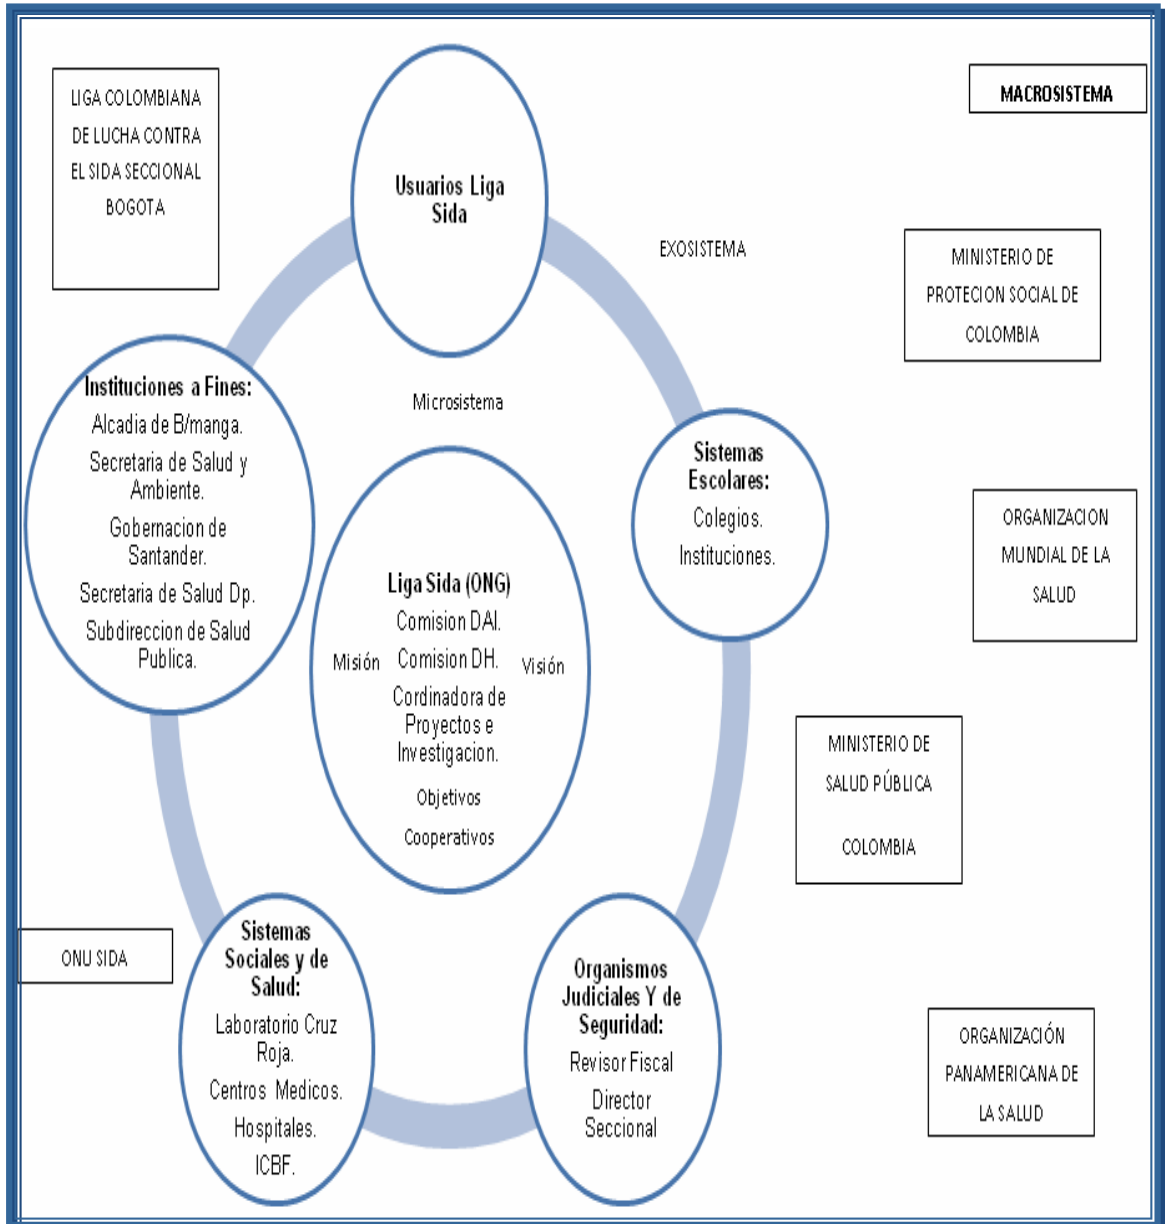 LIGA COLOMBIANA
DE LUCHA CONTRA
EL SIDA SECCIONAL
BOGOTA
MACROSISTEMA
Usuarios Liga
Sida
EXOSISTEMA
MINISTERIO DE
PROTECION SOCIAL DE
COLOMBIA
Instituciones a Fines:
Alcadia de B/manga.
Secretaria de Salud y
Ambiente.
Gobernacion de
Santander.
Secretaria de Salud Dp.
Subdireccion de Salud
Publica.
Microsistema
Sistemas
Escolares:
Colegios.
Instituciones.
ORGANIZACION
MUNDIAL DE LA
SALUD
Liga Sida (ONG)
Comision DAI.
Misión
Comision DH.
Visión
Cordinadora de
Proyectos e
Investigacion.
Objetivos
Cooperativos
MINISTERIO DE
SALUD PÚBLICA
COLOMBIA
ONU SIDA
Sistemas
Sociales y de
Salud:
Laboratorio Cruz
Roja.
Centros Medicos.
Hospitales.
ICBF.
Organismos
Judiciales Y de
Seguridad:
Revisor Fiscal
Director
Seccional
ORGANIZACIÓN
PANAMERICANA DE
LA SALUD